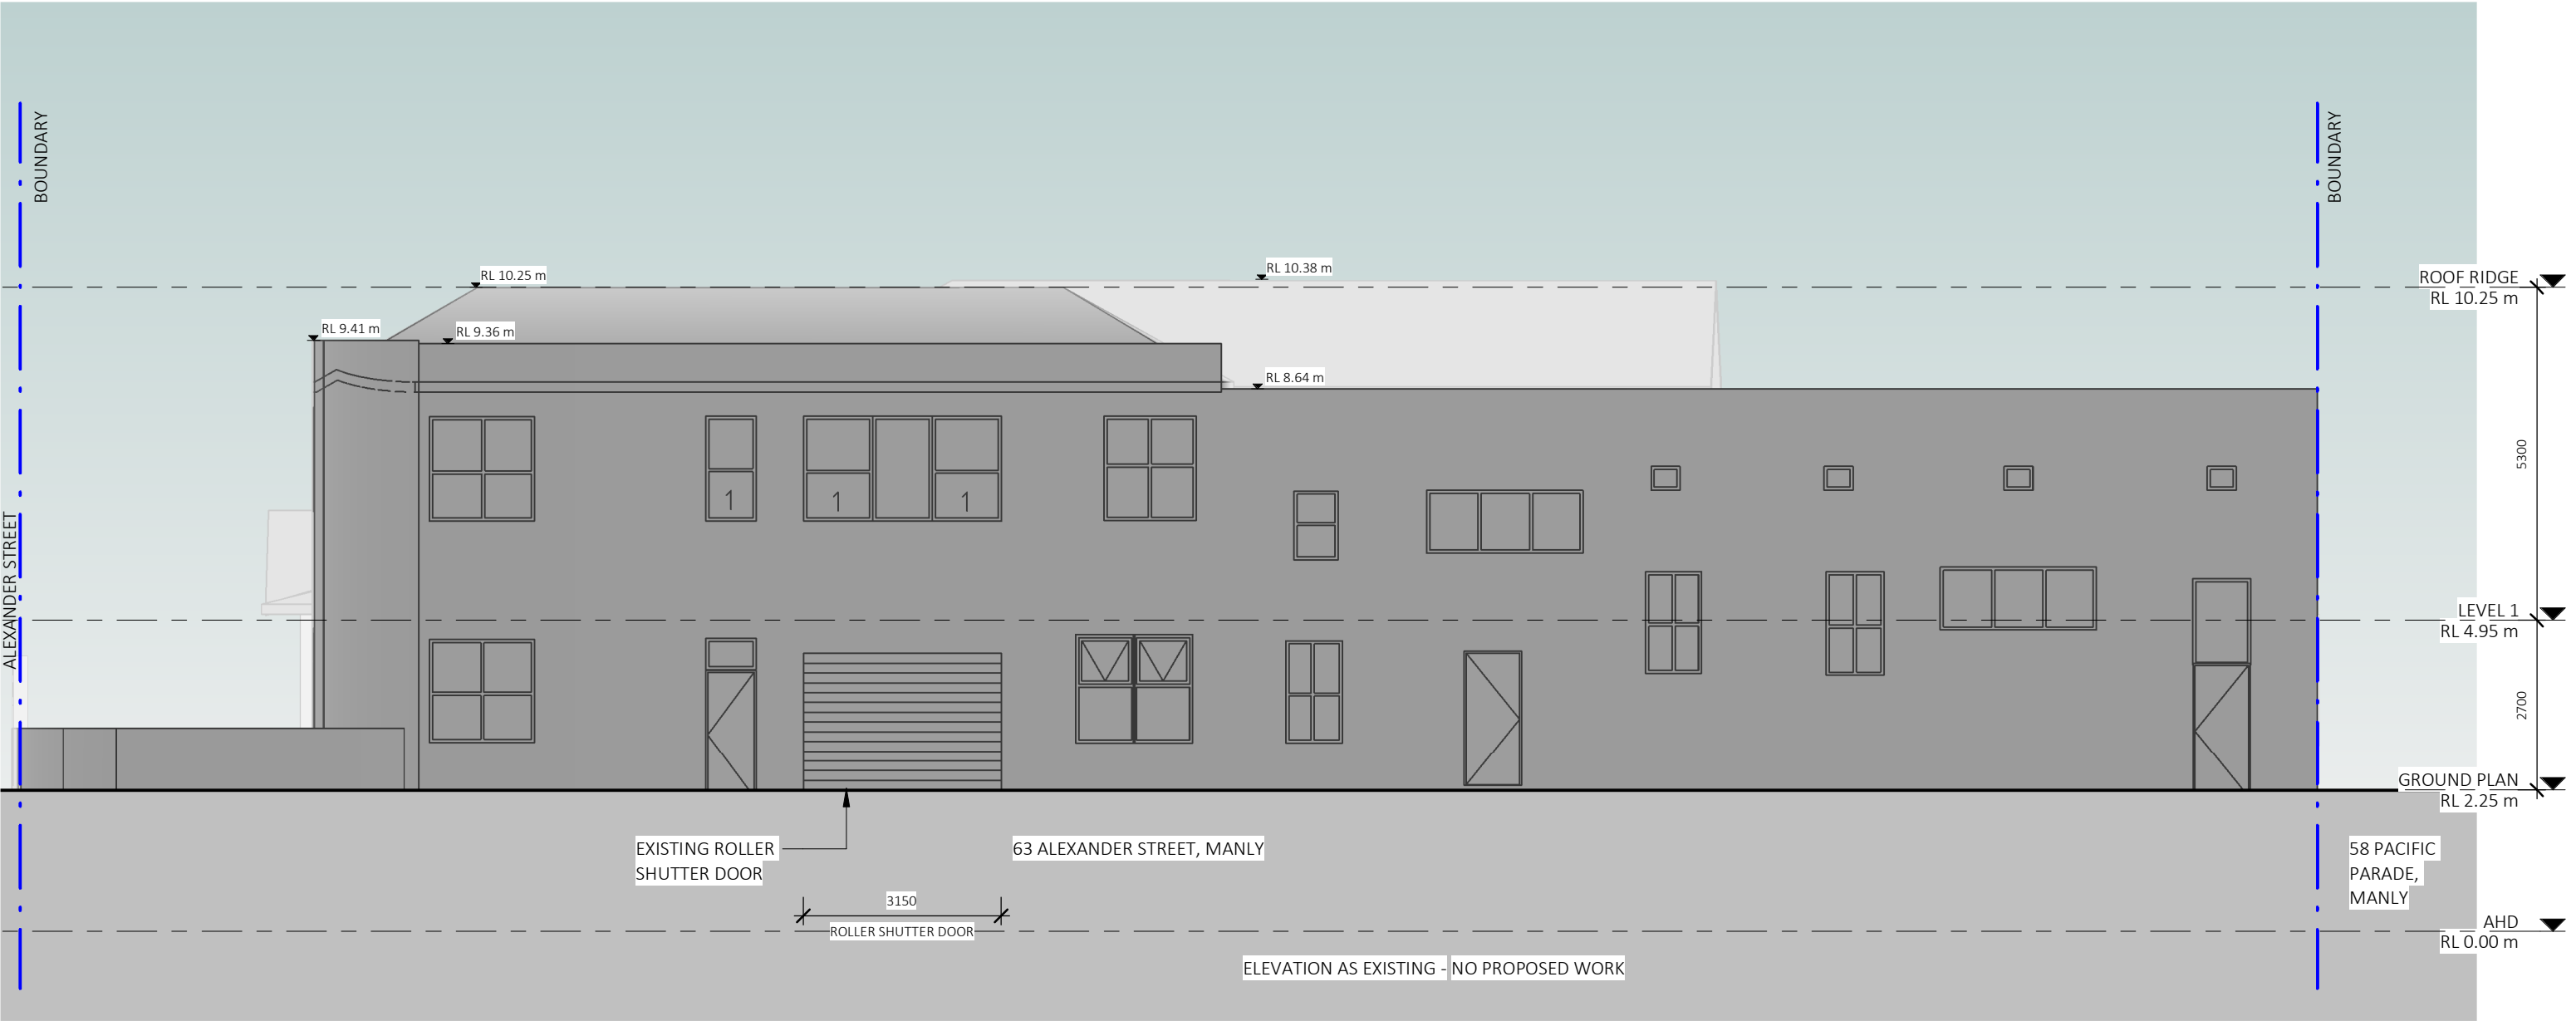 BOUNDARY
BOUNDARY
RL 10.25 m
RL 10.38 m
ROOF RIDGE
RL 10.25 m
RL 9.41 m
RL 9.36 m
RL 8.64 m
5300
1
1
1
ALEXANDER STREET
LEVEL 1
RL 4.95 m
2700
GROUND PLAN
RL 2.25 m
EXISTING ROLLER
SHUTTER DOOR
63 ALEXANDER STREET, MANLY
58 PACIFIC
PARADE,
MANLY
3150
ROLLER SHUTTER DOOR
AHD
RL 0.00 m
ELEVATION AS EXISTING - NO PROPOSED WORK